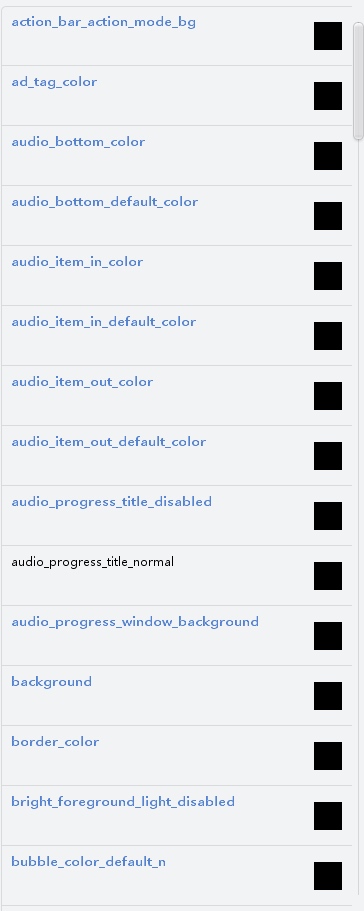 action_bar_action_mode_bg
ad_tag_color
audio_bottom_color
audio_bottom_default_color
audio_item_in_color
audio_item_in_default_color
audio_item_out_color
audio_item_out_default_color
audio_progress_title_disabled
audio_progress_title_normal
audio_progress_window_background
background
border_color
bright_foreground_light_disabled
bubble_color_default_n